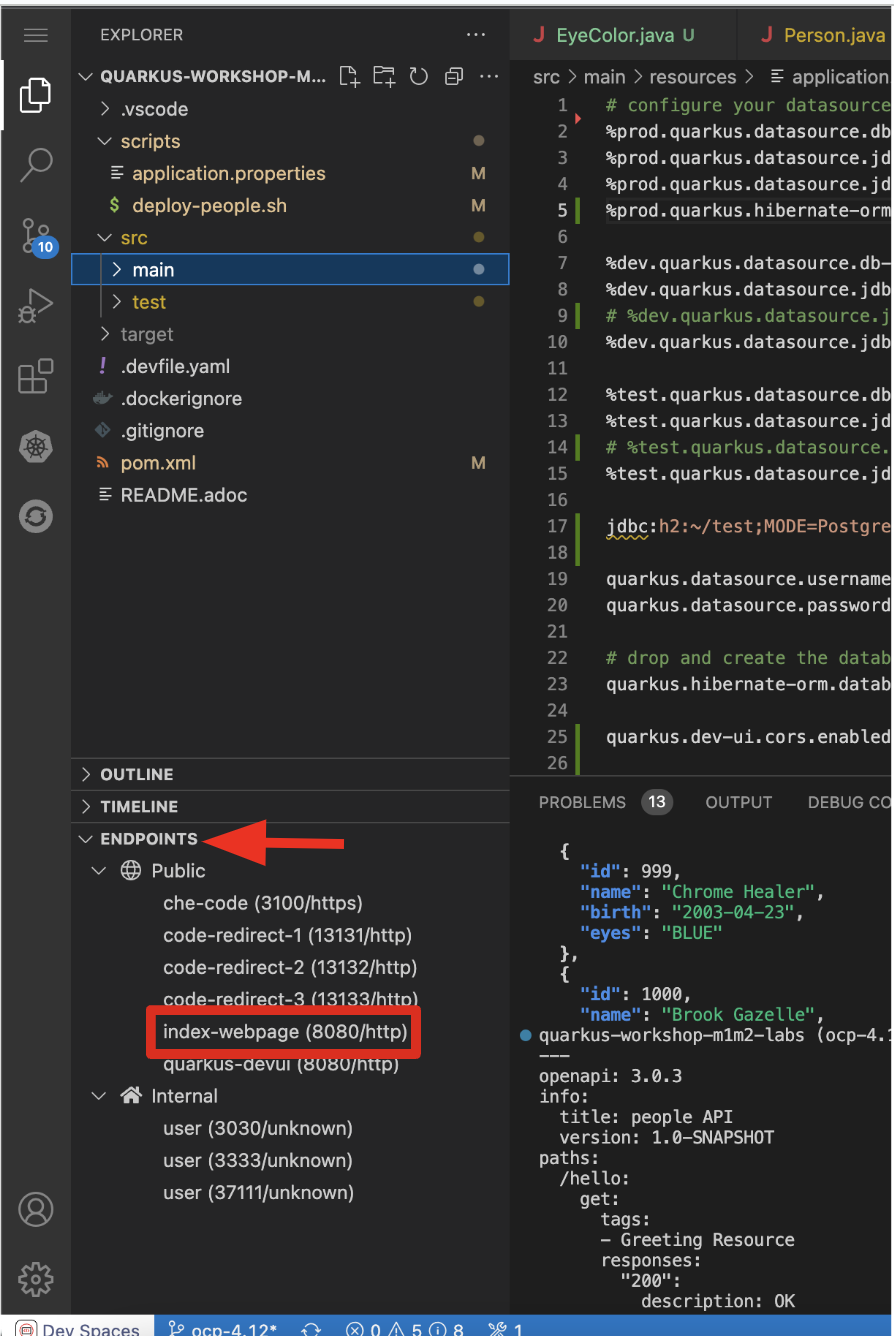 EXPLORER
QUARKUS-WORKSHOP-M...
.vscode
scripts
application.properties M
deploy-people.sh M
src
main
test
target
.devfile.yaml
.dockerignore
.gitignore
pom.xml M
README.adoc
10
OUTLINE
TIMELINE
ENDPOINTS
Public
che-code (3100/https)
code-redirect-1 (13131/http)
code-redirect-2 (13132/http)
code-redirect-3 (13133/http)
index-webpage (8080/http)
quarkus-devui (8080/http)
Internal
user (3030/unknown)
user (3333/unknown)
user (37111/unknown)
J EyeColor.java U
J Person.java
src > main > resources > application
1 # configure your datasource
2 %prod.quarkus.datasource.db
3 %prod.quarkus.datasource.jd
4 %prod.quarkus.datasource.jd
5 %prod.quarkus.hibernate-orm
6
7 %dev.quarkus.datasource.db-
8 %dev.quarkus.datasource.jdb
9 # %dev.quarkus.datasource.j
10 %dev.quarkus.datasource.jdb
11
12 %test.quarkus.datasource.db
13 %test.quarkus.datasource.jd
14 # %test.quarkus.datasource.
15 %test.quarkus.datasource.jd
16
17 jdbc:h2:~/test;MODE=Postgre
18
19 quarkus.datasource.username
20 quarkus.datasource.password
21
22 # drop and create the datab
23 quarkus.hibernate-orm.datab
24
25 quarkus.dev-ui.cors.enabled
26
PROBLEMS 13 OUTPUT DEBUG CO
{
"id": 999,
"name": "Chrome Healer",
"birth": "2003-04-23",
"eyes": "BLUE"
},
{
"id": 1000,
"name": "Brook Gazelle",
quarkus-workshop-m1m2-labs (ocp-4.1
---
openapi: 3.0.3
info:
title: people API
version: 1.0-SNAPSHOT
paths:
/hello:
get:
tags:
- Greeting Resource
responses:
"200":
description: OK
Dev Spaces ocp-4.12* 0 5 8 1